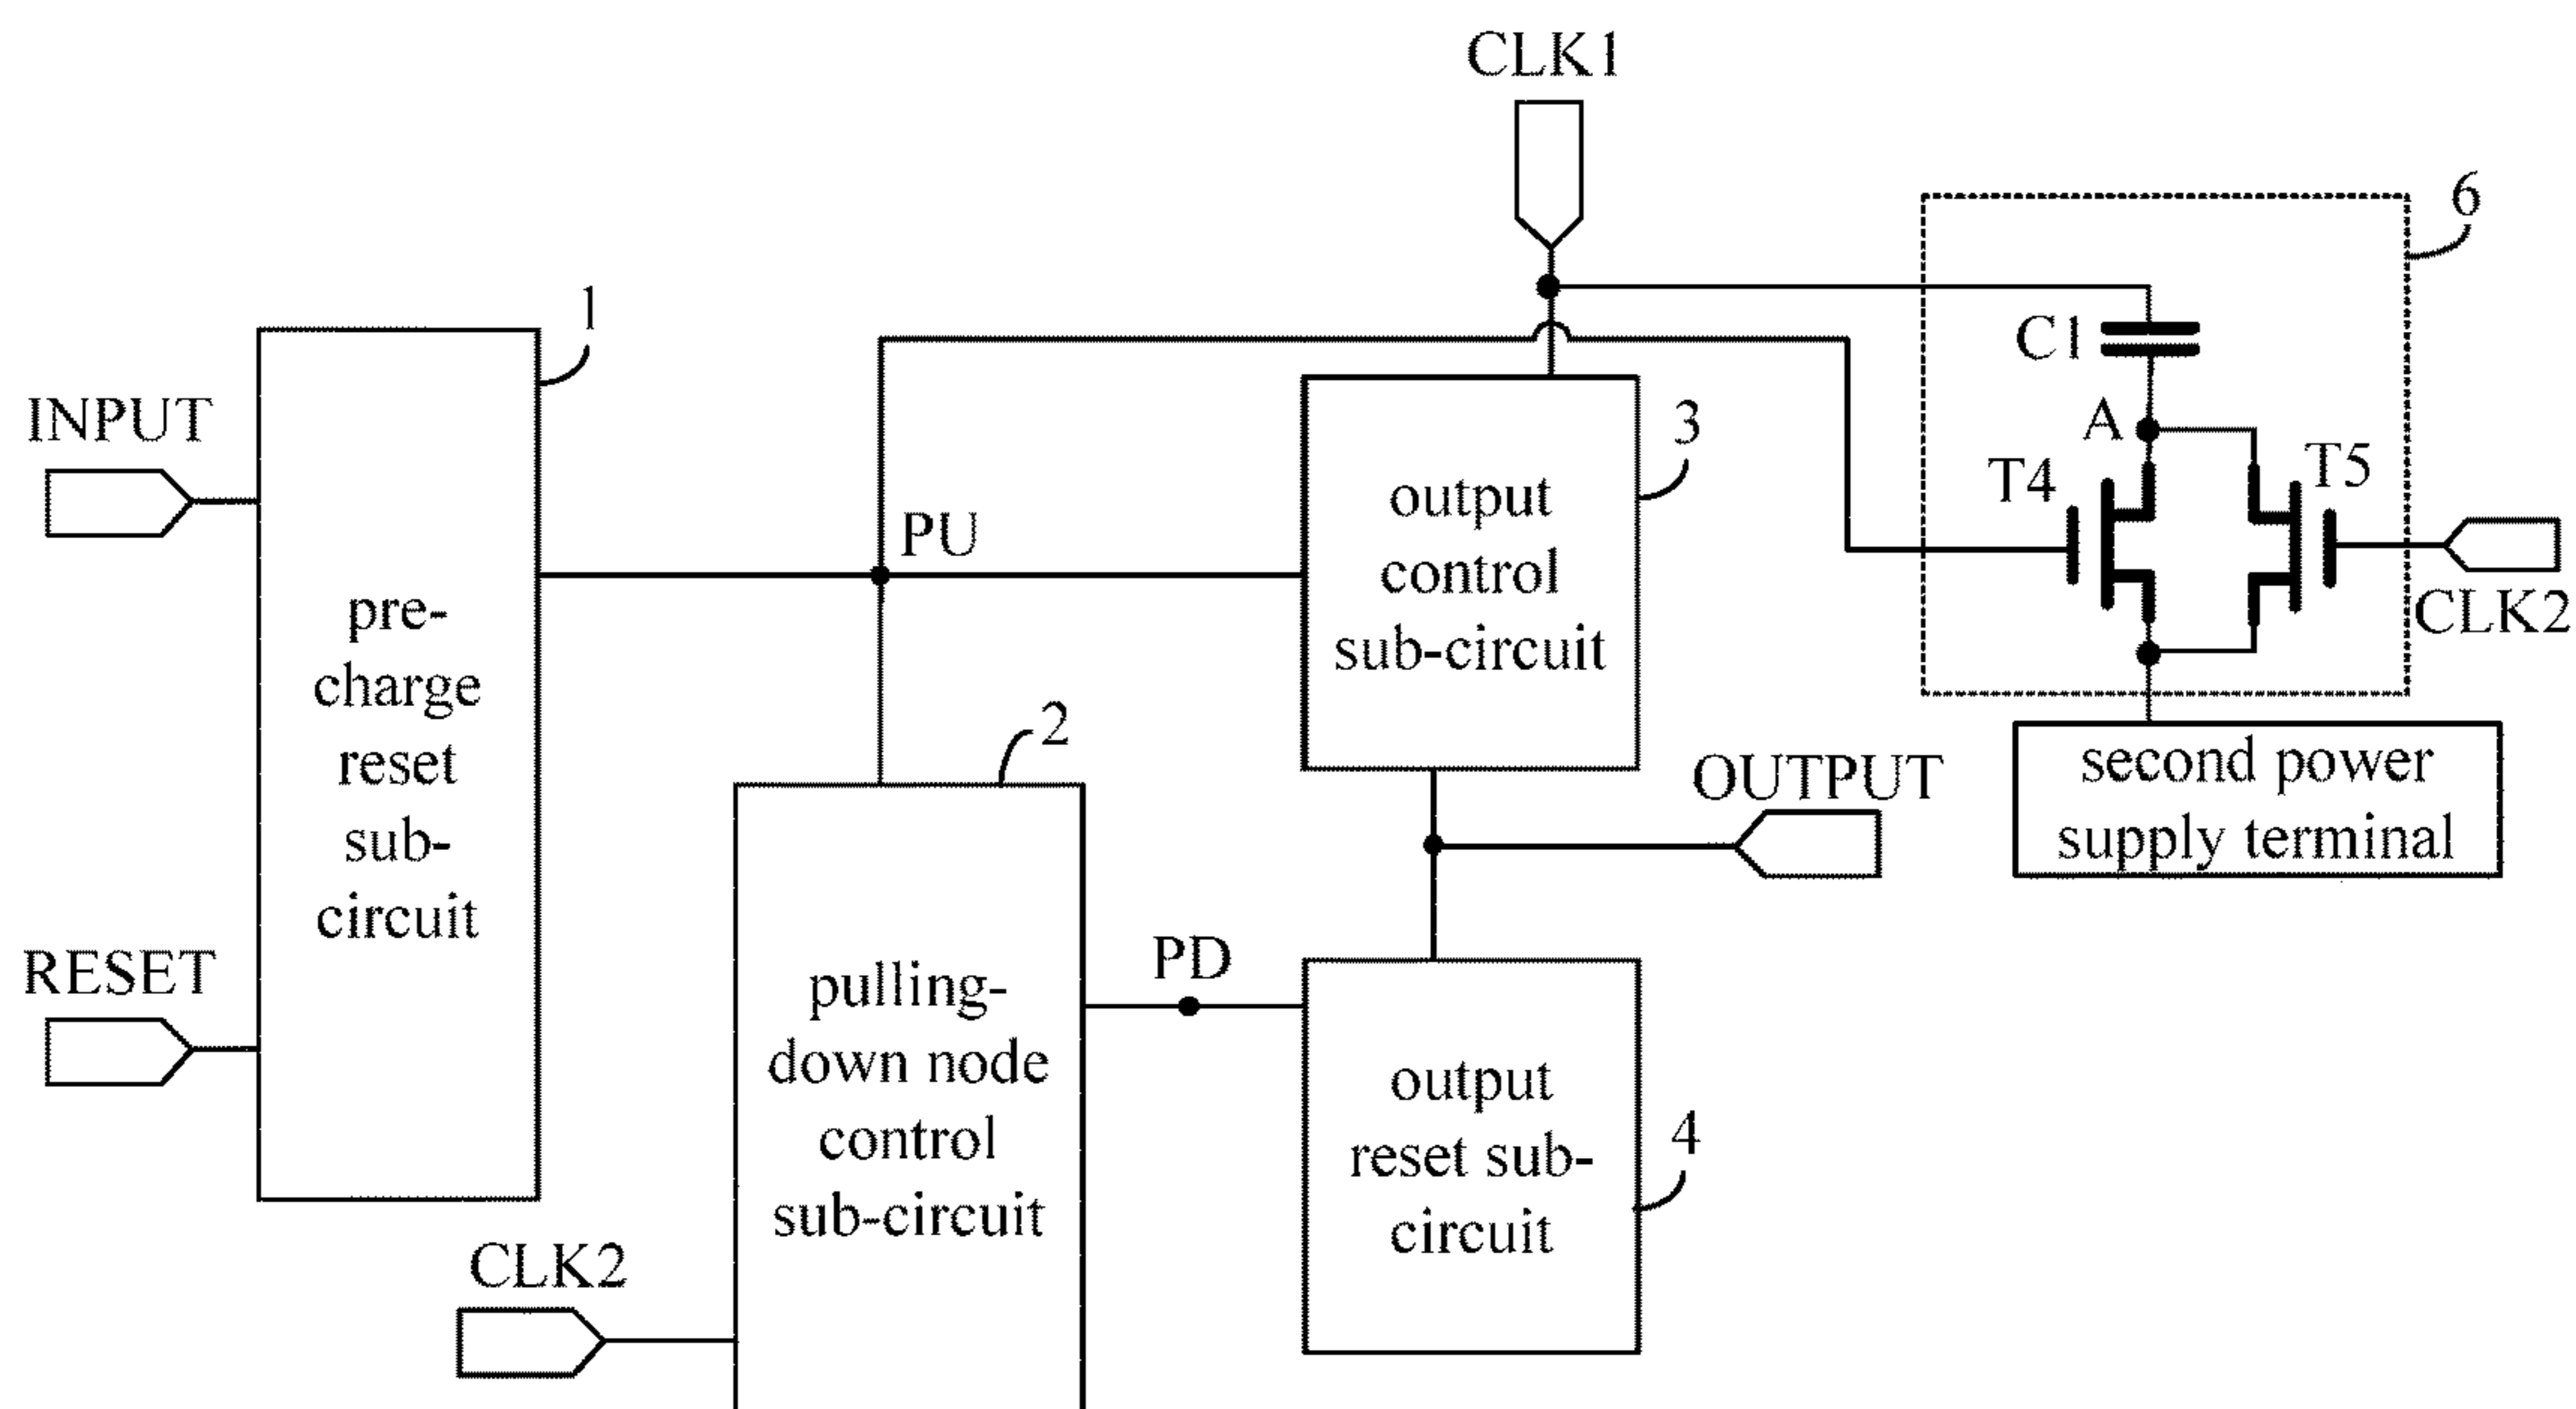 CLK1
6
1
C1
INPUT
A
3
T4
T5
PU
output
control
sub-circuit
CLK2
pre-
charge
reset
sub-
circuit
2
OUTPUT
second power
supply terminal
RESET
PD
pulling-
down node
control
sub-circuit
output
reset sub-
circuit
4
CLK2